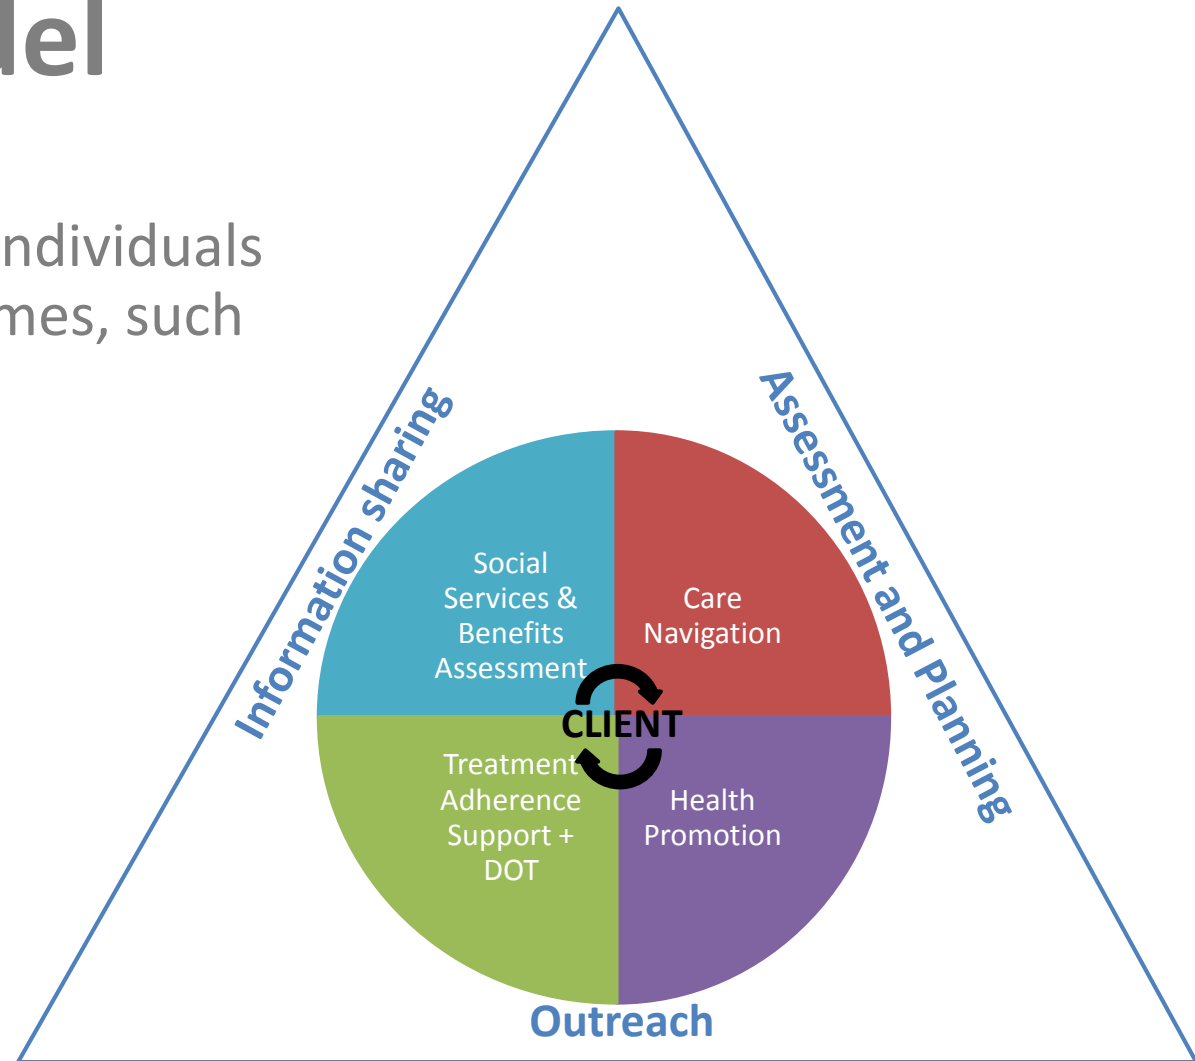 del
individuals
mes, such
Information sharing
Assessment and Planning
Social
Services &
Benefits
Assessment
Care
Navigation
CLIENT
Treatment
Adherence
Support +
DOT
Health
Promotion
Outreach